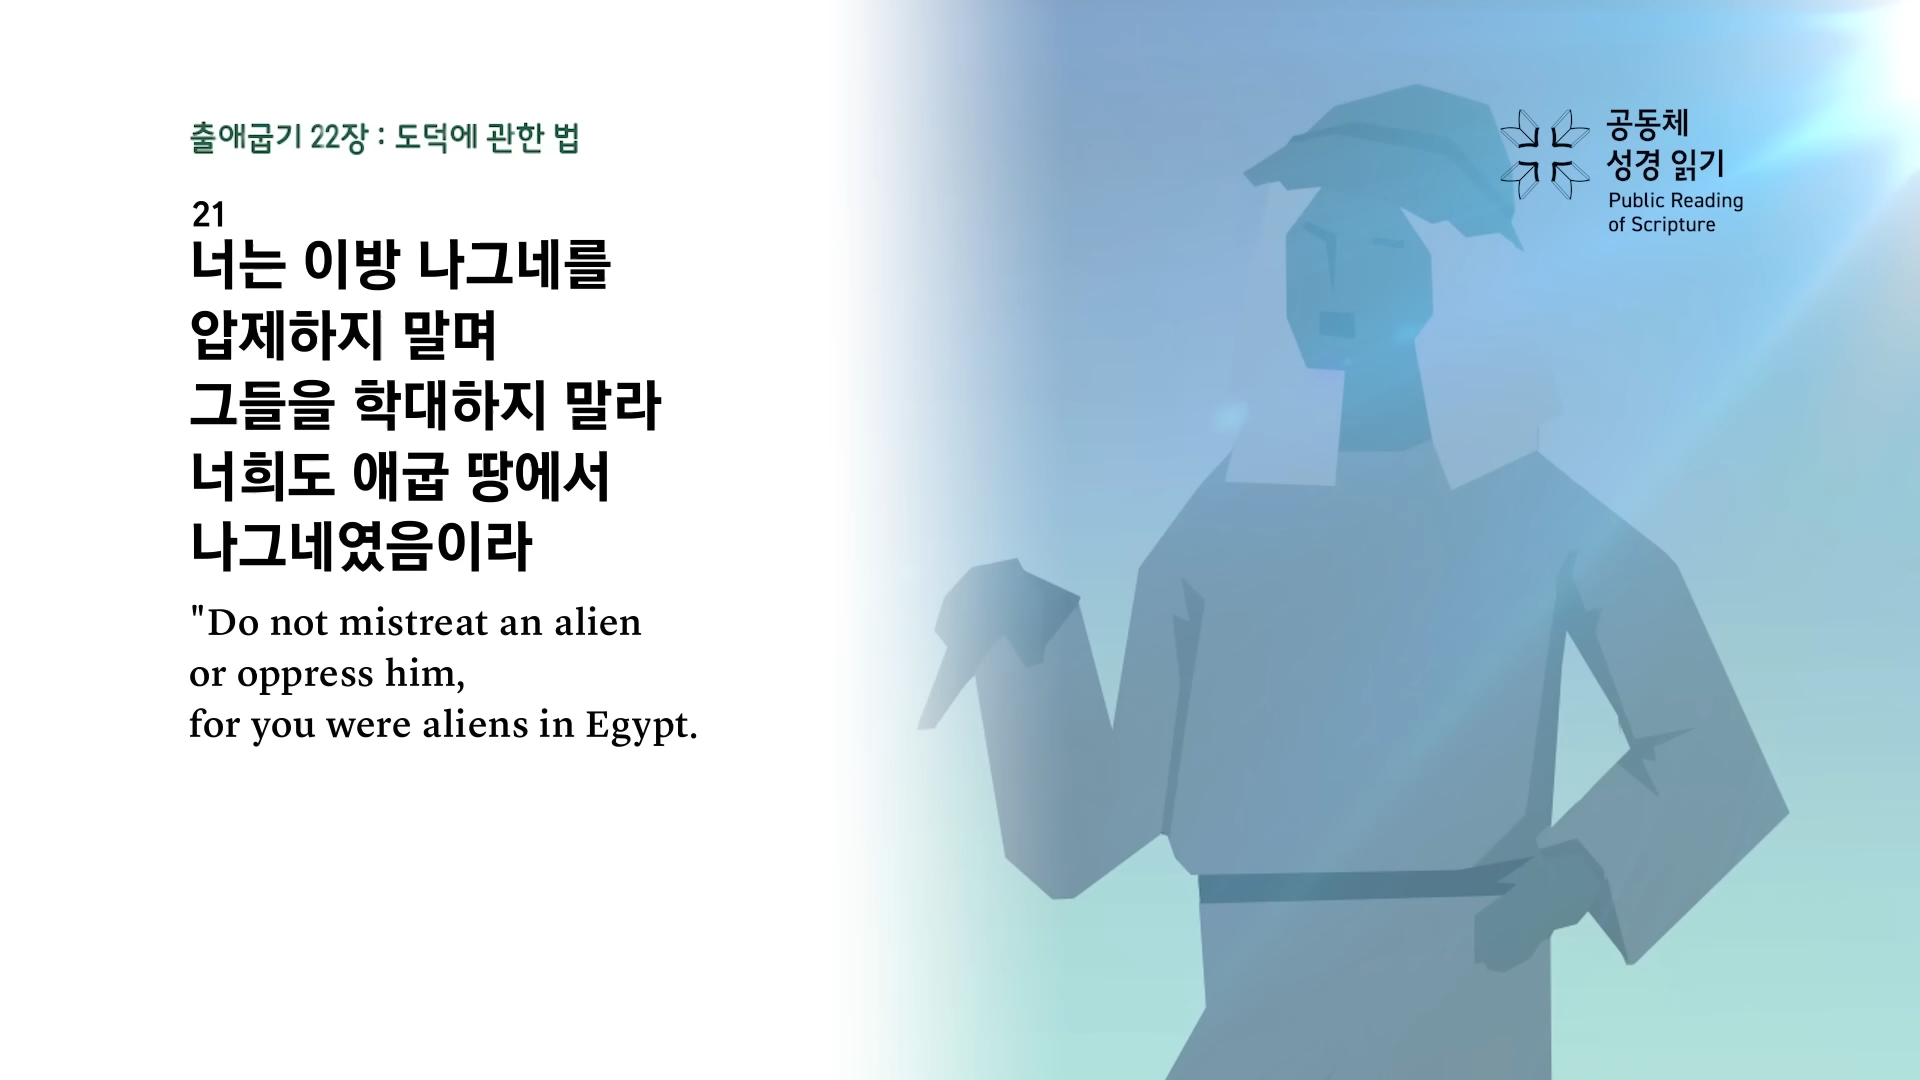 출애굽기 22장 : 도덕에 관한 법
21
너는 이방 나그네를
압제하지 말며
그들을 학대하지 말라
너희도 애굽 땅에서
나그네였음이라
"Do not mistreat an alien
or oppress him,
for you were aliens in Egypt.
공동체
성경 읽기
Public Reading
of Scripture